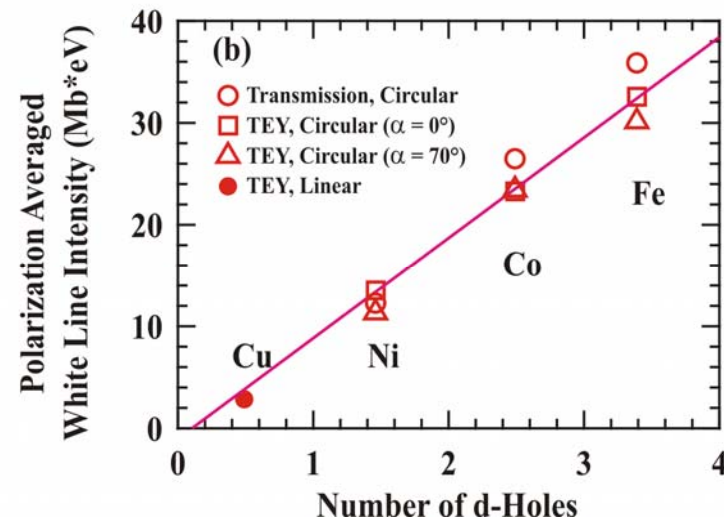 (b)
Transmission, Circular
TEY, Circular (α = 0°)
TEY, Circular (α = 70°)
TEY, Linear
Fe
Co
Cu
Ni
40
30
20
10
0
0 1 2 3 4
Number of d-Holes
Polarization Averaged
White Line Intensity (Mb*eV)